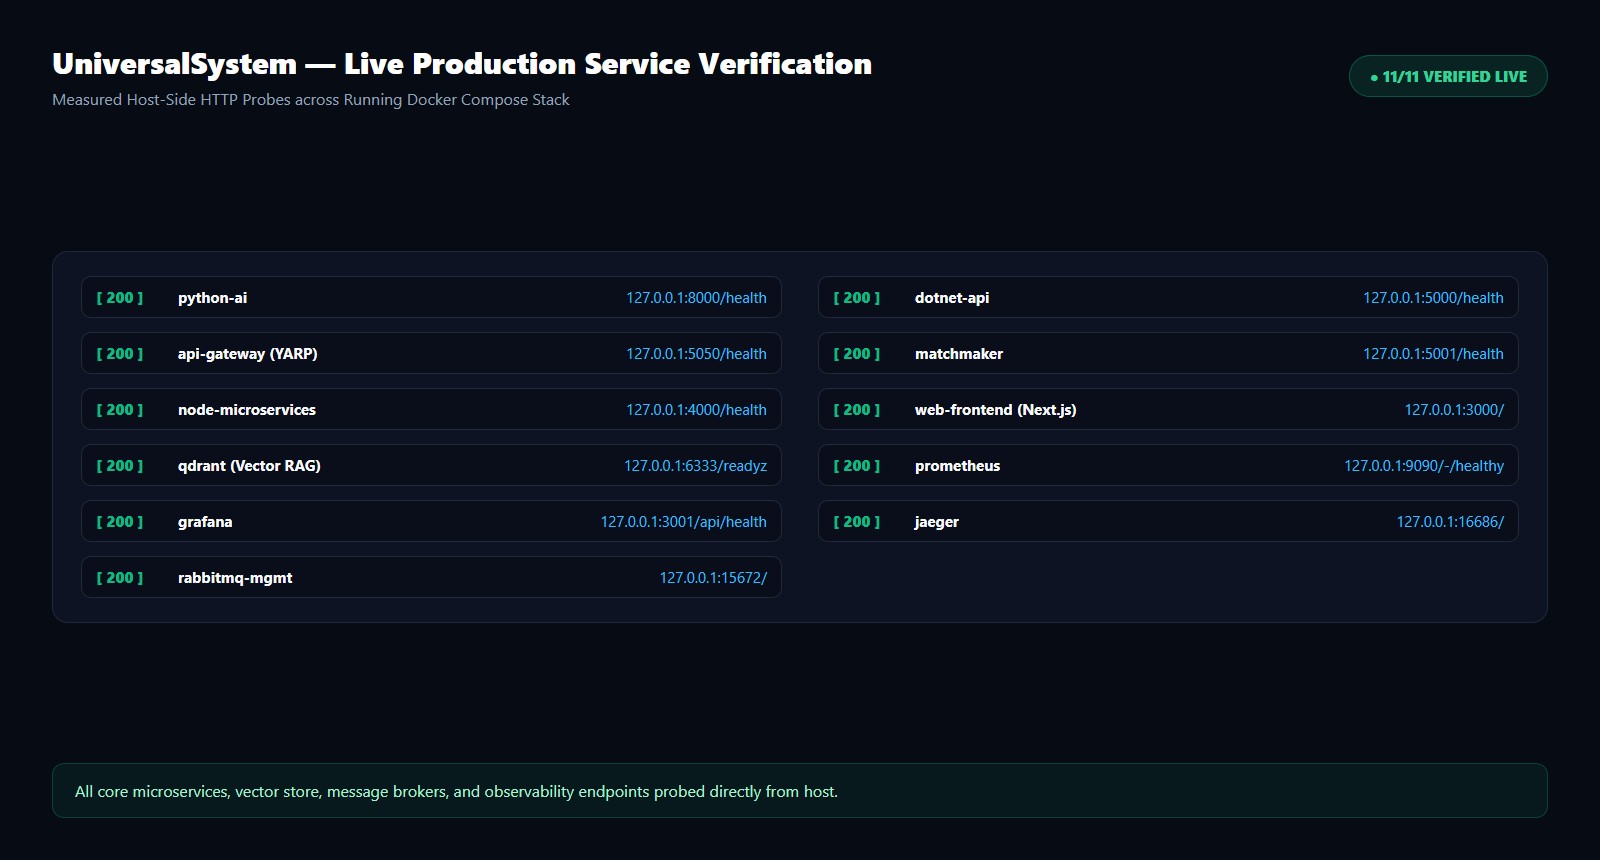 UniversalSystem — Live Production Service Verification
Measured Host-Side HTTP Probes across Running Docker Compose Stack
● 11/11 VERIFIED LIVE
[ 200 ] python-ai 127.0.0.1:8000/health
[ 200 ] dotnet-api 127.0.0.1:5000/health
[ 200 ] api-gateway (YARP) 127.0.0.1:5050/health
[ 200 ] matchmaker 127.0.0.1:5001/health
[ 200 ] node-microservices 127.0.0.1:4000/health
[ 200 ] web-frontend (Next.js) 127.0.0.1:3000/
[ 200 ] qdrant (Vector RAG) 127.0.0.1:6333/readyz
[ 200 ] prometheus 127.0.0.1:9090/-/healthy
[ 200 ] grafana 127.0.0.1:3001/api/health
[ 200 ] jaeger 127.0.0.1:16686/
[ 200 ] rabbitmq-mgmt 127.0.0.1:15672/
All core microservices, vector store, message brokers, and observability endpoints probed directly from host.